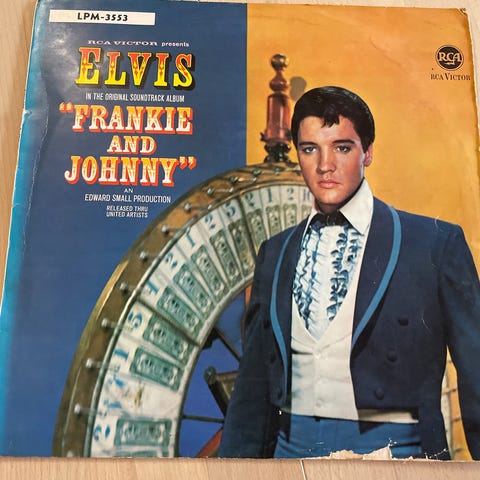 LPM-3553
RCA VICTOR presents
ELVIS
IN THE ORIGINAL SOUNDTRACK ALBUM
"FRANKIE
AND
JOHNNY"
AN
EDWARD SMALL PRODUCTION
RELEASED THRU
UNITED ARTISTS
RCA
RCA VICTOR